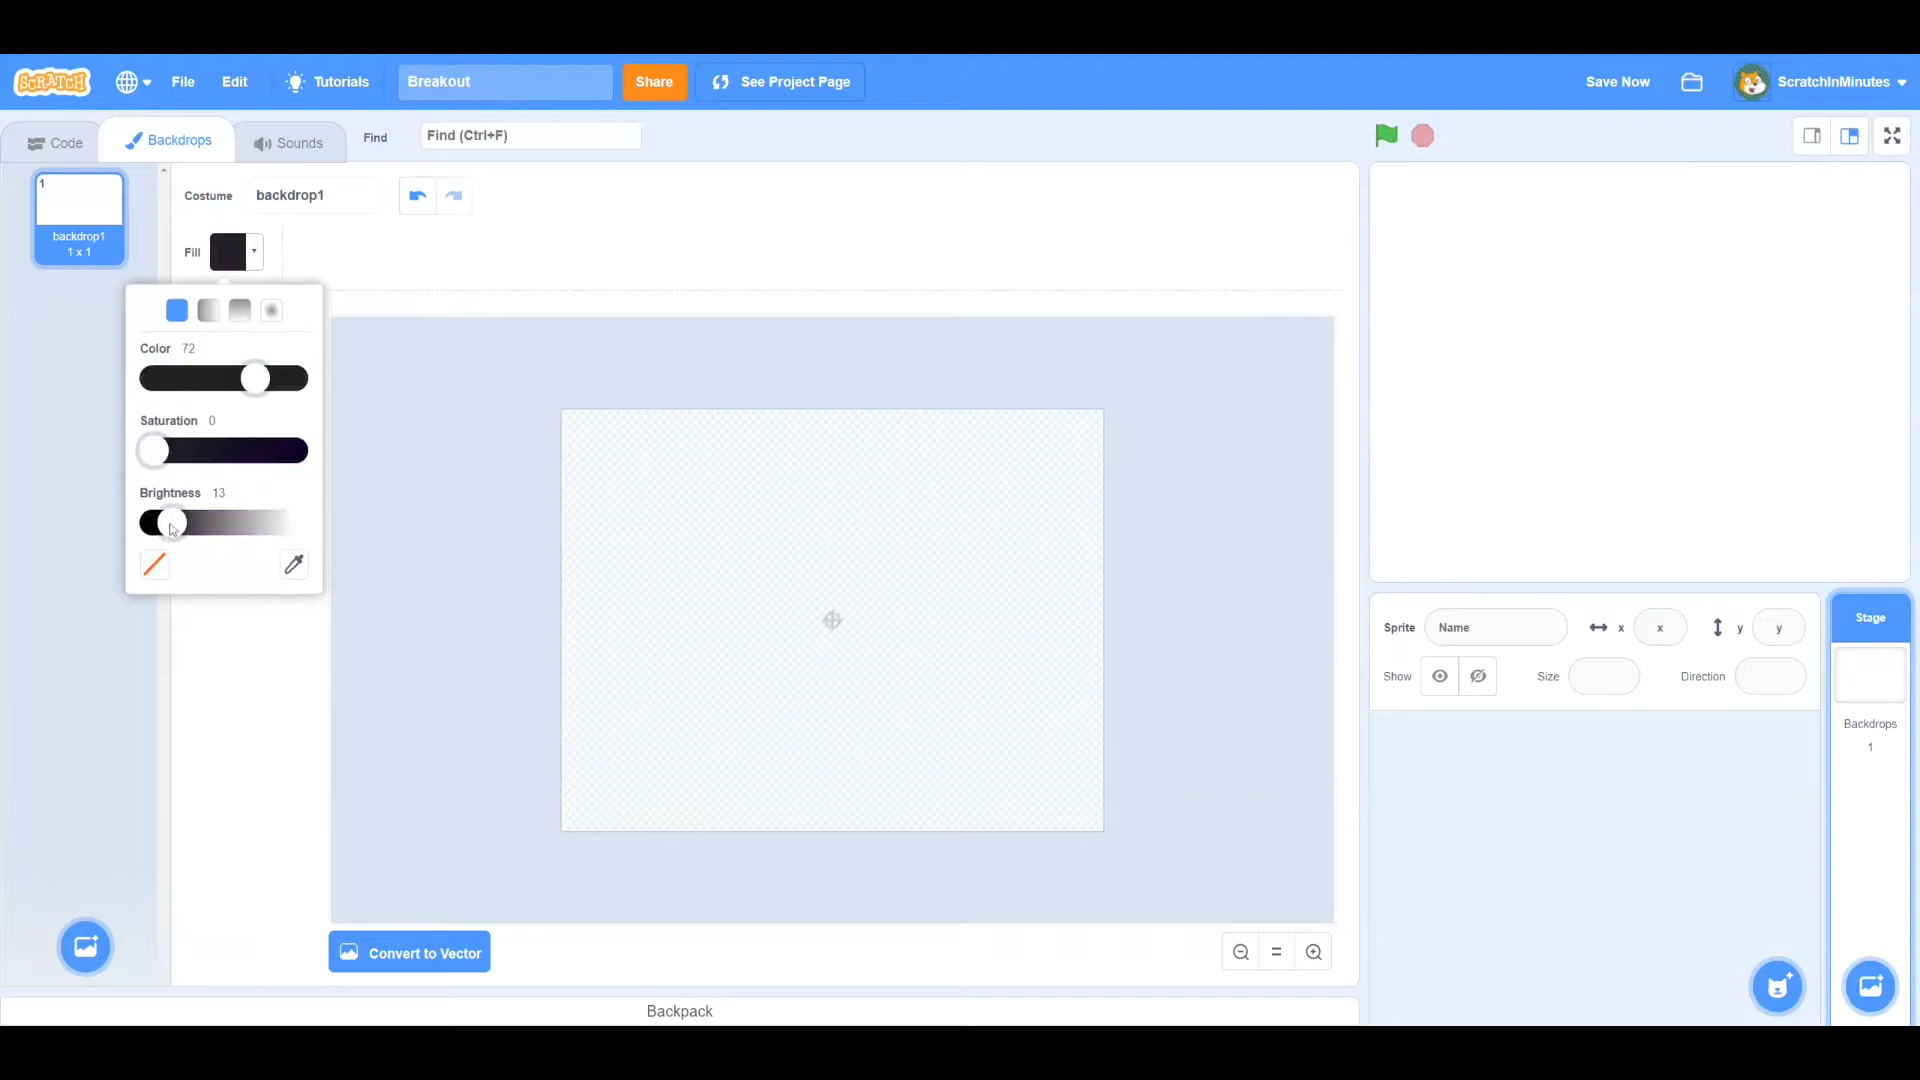 SCRATCH
File
Edit
Tutorials
Breakout
Share
See Project Page
Save Now
ScratchInMinutes
Code
Backdrops
Sounds
Find
Find (Ctrl+F)
1
backdrop1
1 x 1
Costume
backdrop1
Fill
Color 72
Saturation 0
Brightness 13
Convert to Vector
Backpack
Sprite
Name
x
x
y
y
Show
Size
Direction
Stage
Backdrops
1